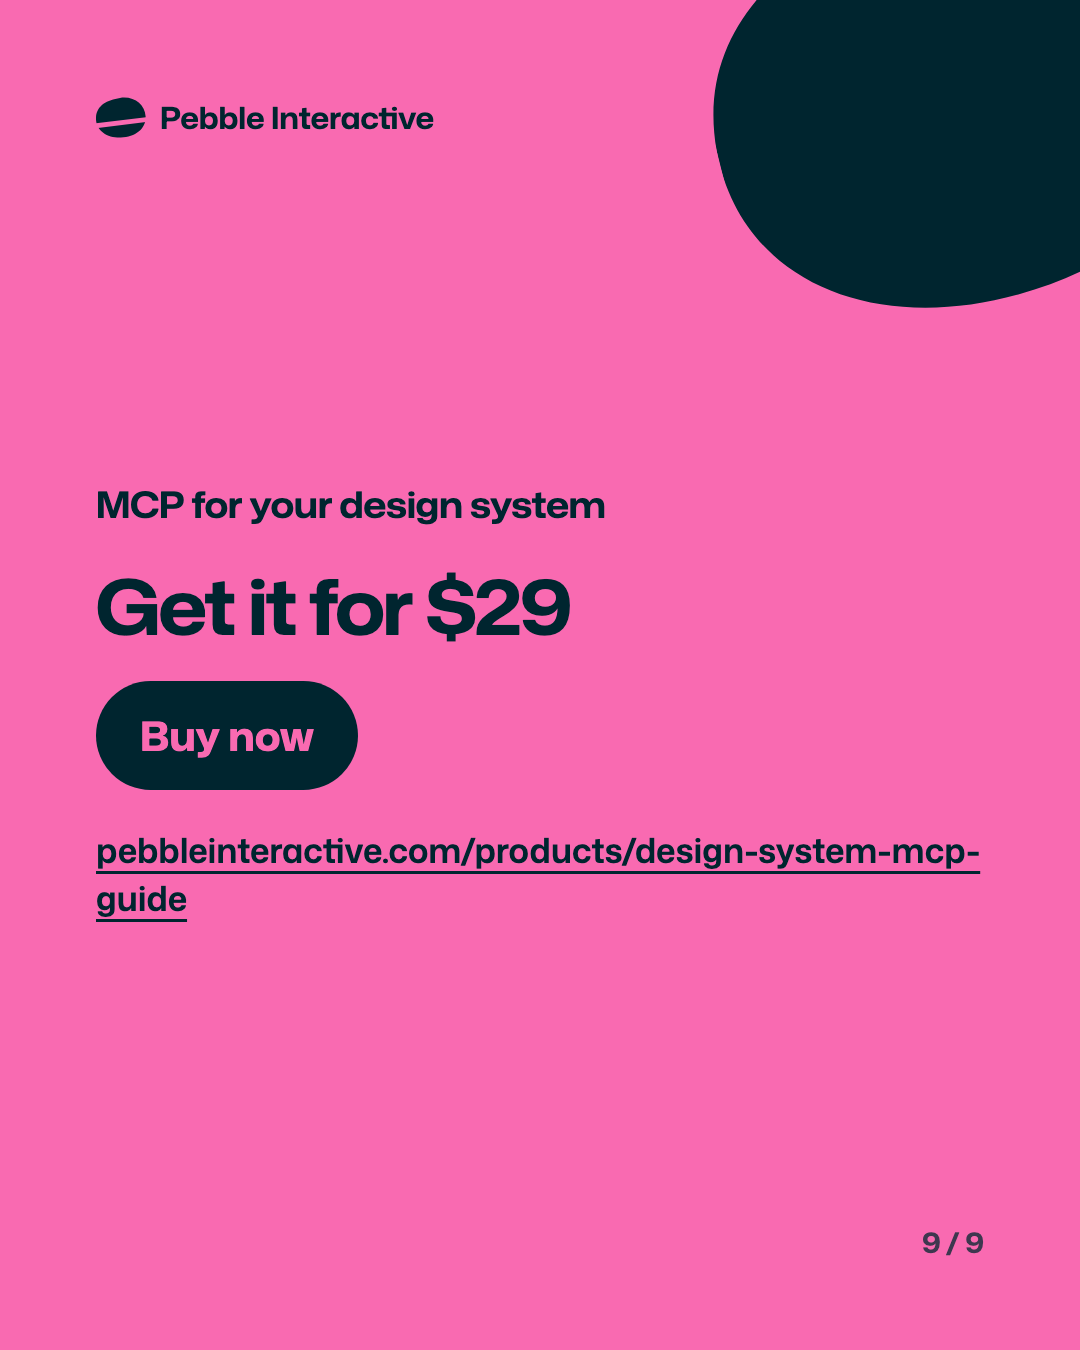 Pebble Interactive
MCP for your design system
Get it for $29
Buy now
pebbleinteractive.com/products/design-system-mcp-
guide
9 / 9